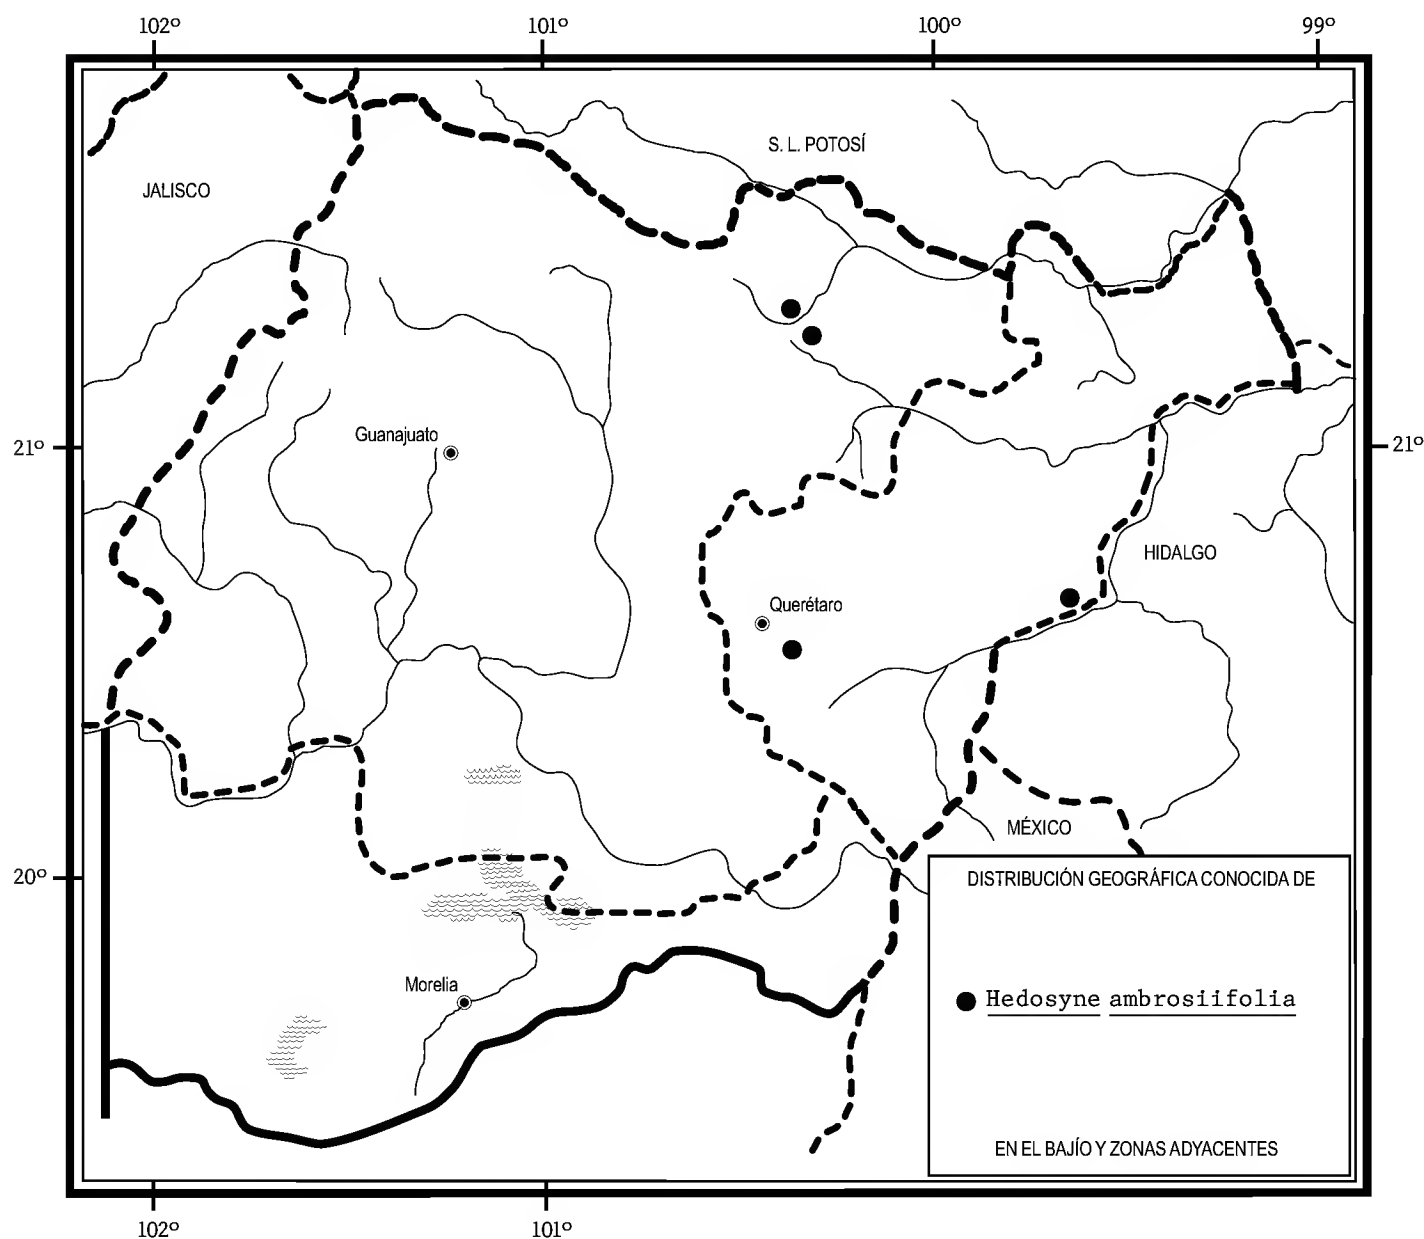 102º 101º 100º 99º
S. L. POTOSÍ
JALISCO
Guanajuato
21º
21º
HIDALGO
Querétaro
MÉXICO
20º
DISTRIBUCIÓN GEOGRÁFICA CONOCIDA DE
Morelia
Hedosyne ambrosiifolia
EN EL BAJÍO Y ZONAS ADYACENTES
102º 101º